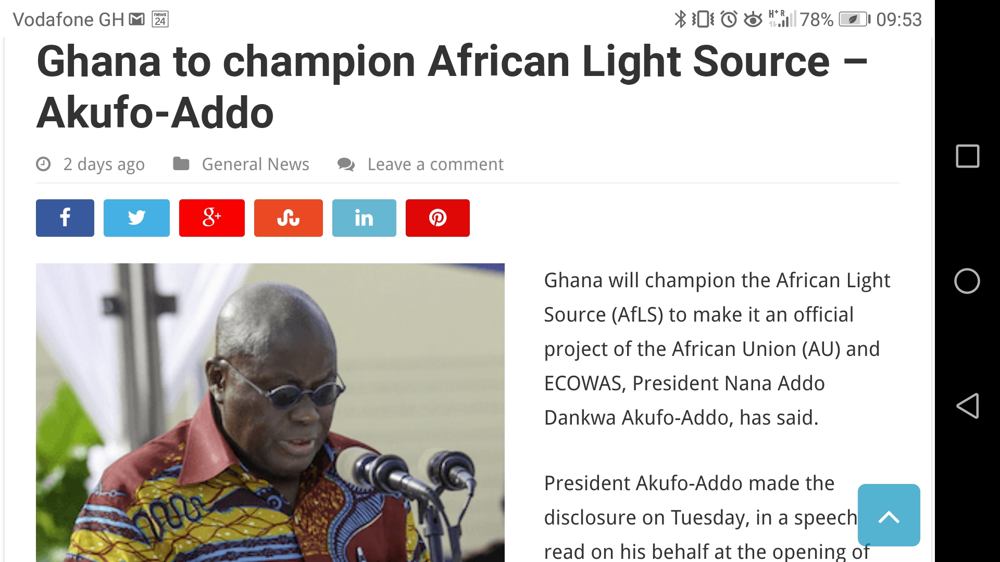 Vodafone GH news 24 H+ R 78% 09:53
Ghana to champion African Light Source –
Akufo-Addo
2 days ago General News Leave a comment
f g+ in
Ghana will champion the African Light
Source (AfLS) to make it an official
project of the African Union (AU) and
ECOWAS, President Nana Addo
Dankwa Akufo-Addo, has said.
President Akufo-Addo made the
disclosure on Tuesday, in a speech
read on his behalf at the opening of